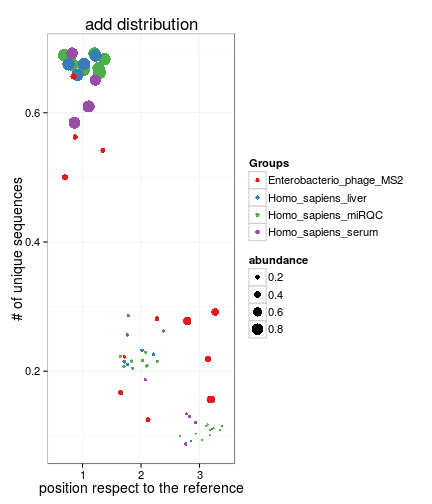 add distribution
# of unique sequences
0.6
0.4
0.2
1 2 3
position respect to the reference
Groups
Enterobacterio_phage_MS2
Homo_sapiens_liver
Homo_sapiens_miRQC
Homo_sapiens_serum
abundance
0.2
0.4
0.6
0.8